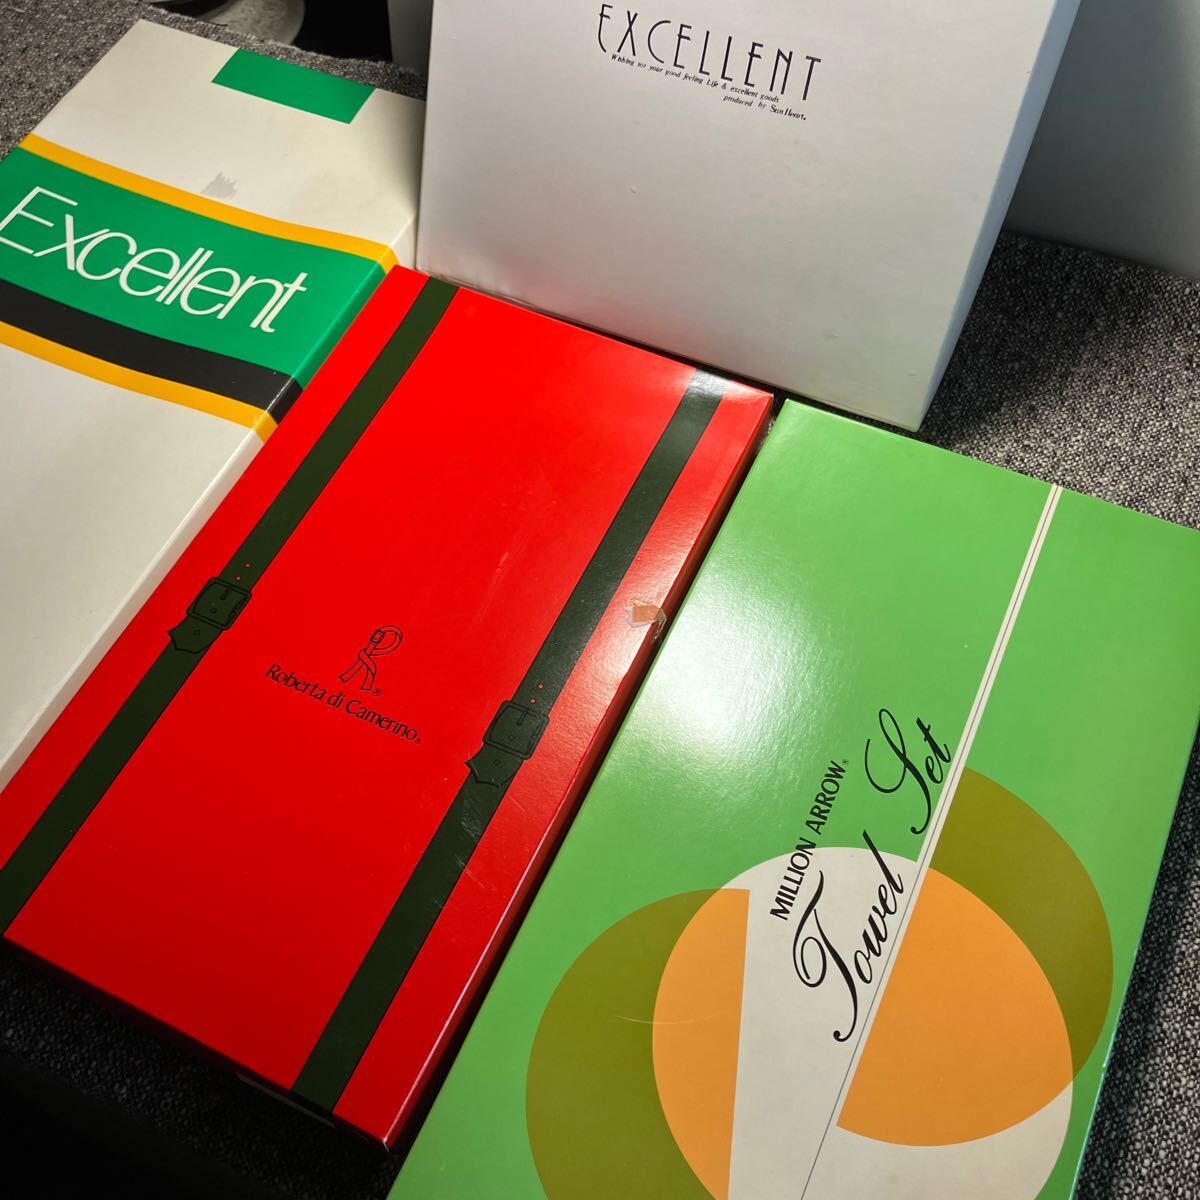 EXCELLENT
Wishing for your good feeling Life & excellent goods
produced by Sun Heart.
Excellent
R®
Roberta di Camerino®
MILLION ARROW®
Towel Set